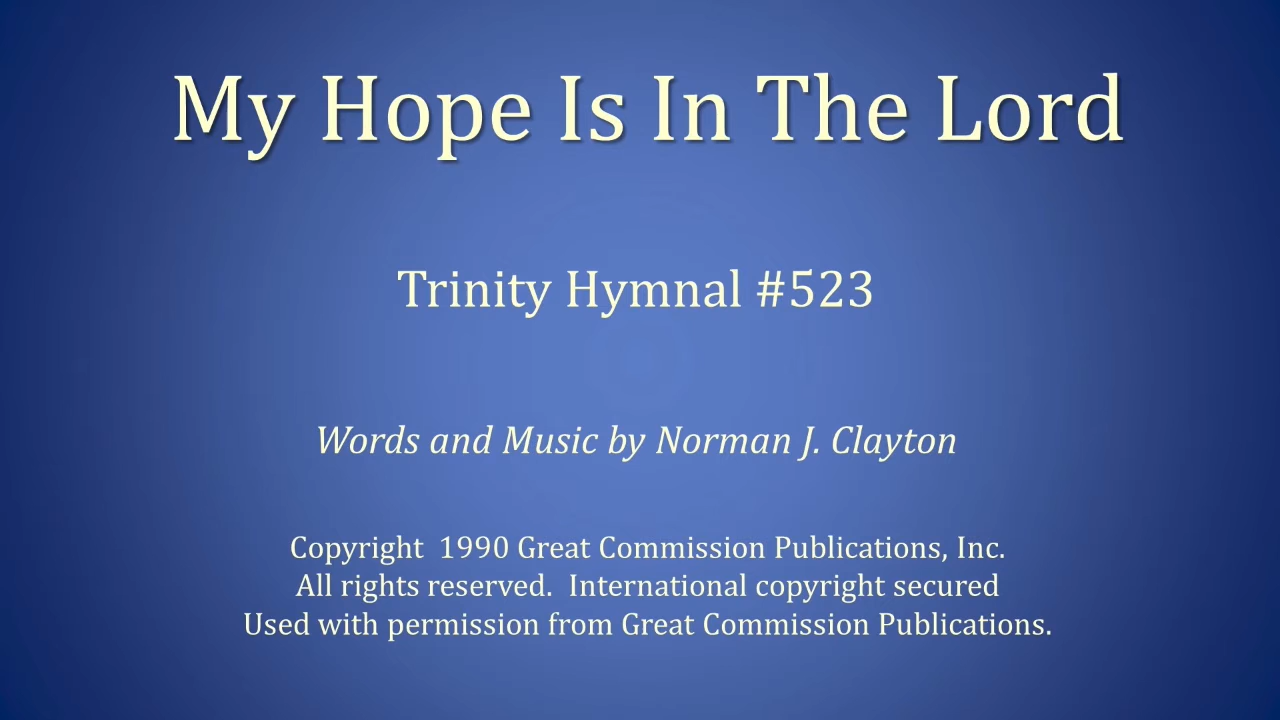 My Hope Is In The Lord
Trinity Hymnal #523
Words and Music by Norman J. Clayton
Copyright  1990 Great Commission Publications, Inc.
All rights reserved.  International copyright secured
Used with permission from Great Commission Publications.